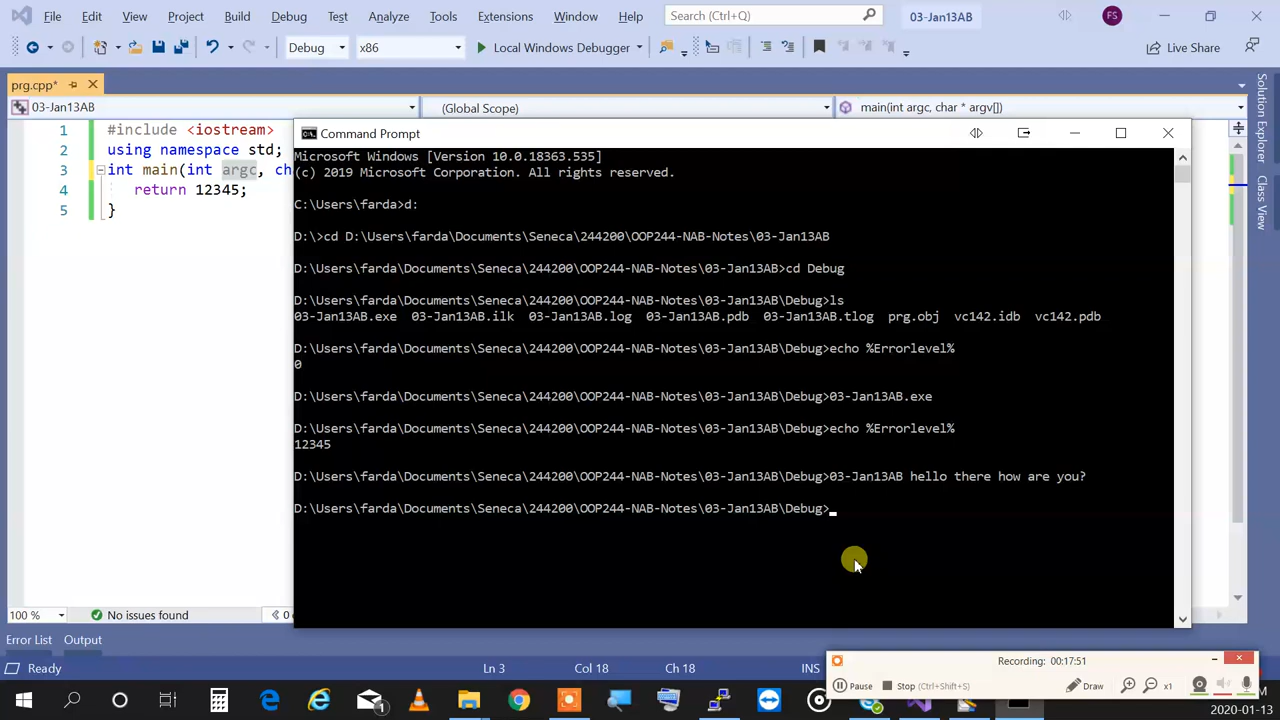 File Edit View Project Build Debug Test Analyze Tools Extensions Window Help Search (Ctrl+Q) 03-Jan13AB FS
Debug x86 Local Windows Debugger Live Share
prg.cpp*
03-Jan13AB (Global Scope) main(int argc, char * argv[])
1 #include <iostream>
2 using namespace std;
3 int main(int argc, ch
4 return 12345;
5 }
Command Prompt
Microsoft Windows [Version 10.0.18363.535]
(c) 2019 Microsoft Corporation. All rights reserved.
C:\Users\farda>d:
D:\>cd D:\Users\farda\Documents\Seneca\244200\OOP244-NAB-Notes\03-Jan13AB
D:\Users\farda\Documents\Seneca\244200\OOP244-NAB-Notes\03-Jan13AB>cd Debug
D:\Users\farda\Documents\Seneca\244200\OOP244-NAB-Notes\03-Jan13AB\Debug>ls
03-Jan13AB.exe 03-Jan13AB.ilk 03-Jan13AB.log 03-Jan13AB.pdb 03-Jan13AB.tlog prg.obj vc142.idb vc142.pdb
D:\Users\farda\Documents\Seneca\244200\OOP244-NAB-Notes\03-Jan13AB\Debug>echo %Errorlevel%
0
D:\Users\farda\Documents\Seneca\244200\OOP244-NAB-Notes\03-Jan13AB\Debug>03-Jan13AB.exe
D:\Users\farda\Documents\Seneca\244200\OOP244-NAB-Notes\03-Jan13AB\Debug>echo %Errorlevel%
12345
D:\Users\farda\Documents\Seneca\244200\OOP244-NAB-Notes\03-Jan13AB\Debug>03-Jan13AB hello there how are you?
D:\Users\farda\Documents\Seneca\244200\OOP244-NAB-Notes\03-Jan13AB\Debug>
Solution Explorer
Class View
100 % No issues found
Error List Output
Ready Ln 3 Col 18 Ch 18 INS
Recording: 00:17:51
Pause Stop (Ctrl+Shift+S) Draw x1
1
2020-01-13